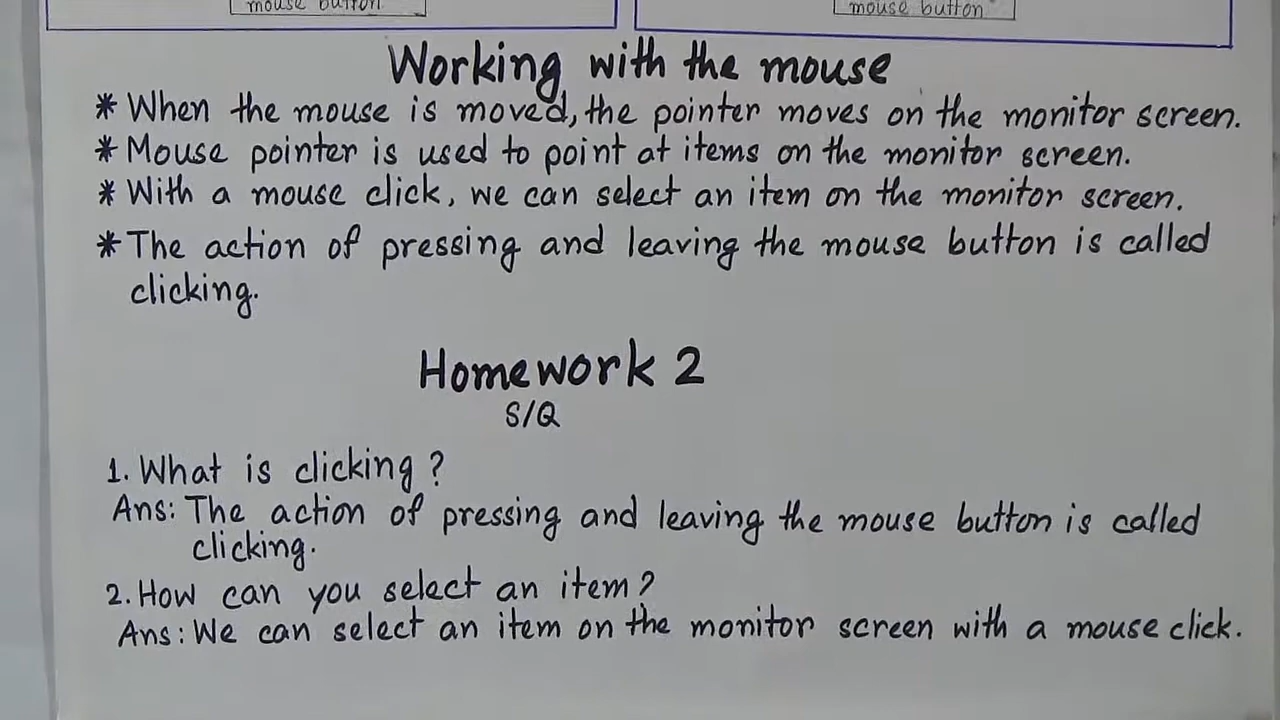 mouse button
mouse button
Working with the mouse
* When the mouse is moved, the pointer moves on the monitor screen.
* Mouse pointer is used to point at items on the monitor screen.
* With a mouse click, we can select an item on the monitor screen.
* The action of pressing and leaving the mouse button is called
clicking.
Homework 2
S/Q
1. What is clicking?
Ans: The action of pressing and leaving the mouse button is called
clicking.
2. How can you select an item?
Ans: We can select an item on the monitor screen with a mouse click.